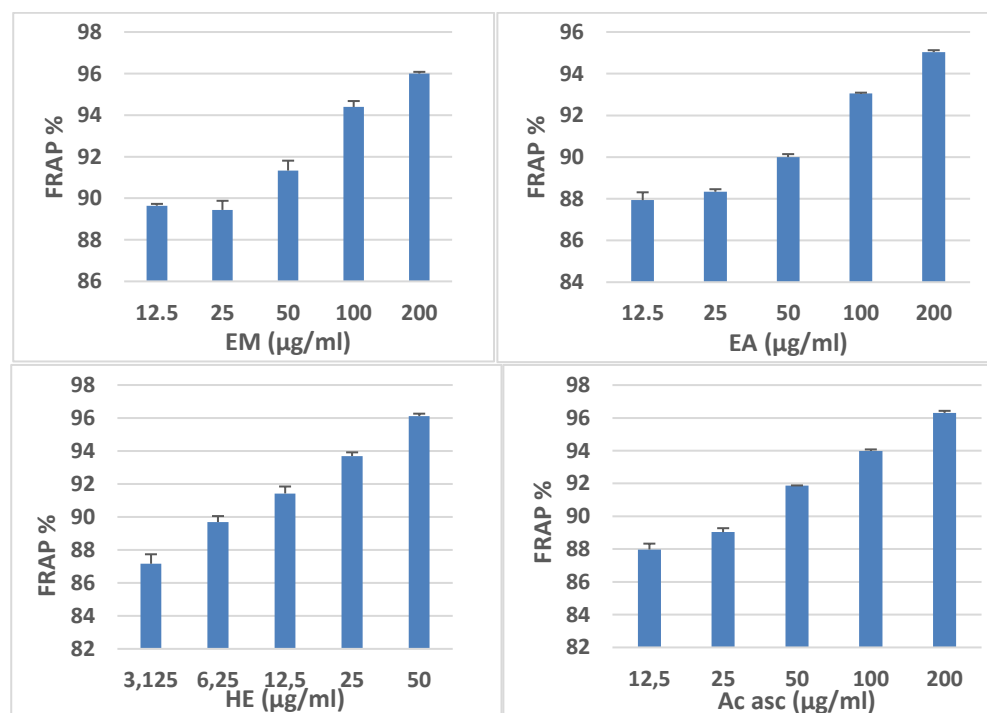 98
96
94
92
90
88
86
FRAP %
12.5 25 50 100 200
EM (µg/ml)
96
94
92
90
88
86
84
FRAP %
12.5 25 50 100 200
EA (µg/ml)
98
96
94
92
90
88
86
84
82
FRAP %
3,125 6,25 12,5 25 50
HE (µg/ml)
98
96
94
92
90
88
86
84
82
FRAP %
12,5 25 50 100 200
Ac asc (µg/ml)